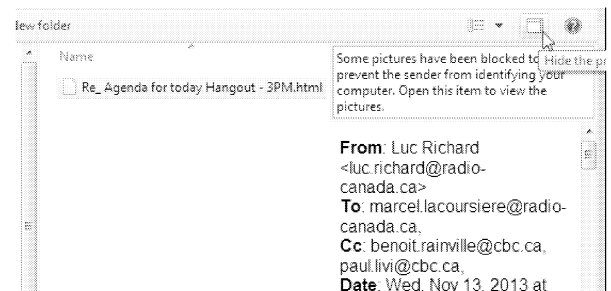 lew folder
Name
Re_ Agenda for today Hangout - 3PM.html
Some pictures have been blocked to
prevent the sender from identifying your
computer. Open this item to view the
pictures.
Hide the pr
From: Luc Richard
<luc.richard@radio-
canada.ca>
To: marcel.lacoursiere@radio-
canada.ca,
Cc: benoit.rainville@cbc.ca,
paul.livi@cbc.ca,
Date: Wed, Nov 13, 2013 at